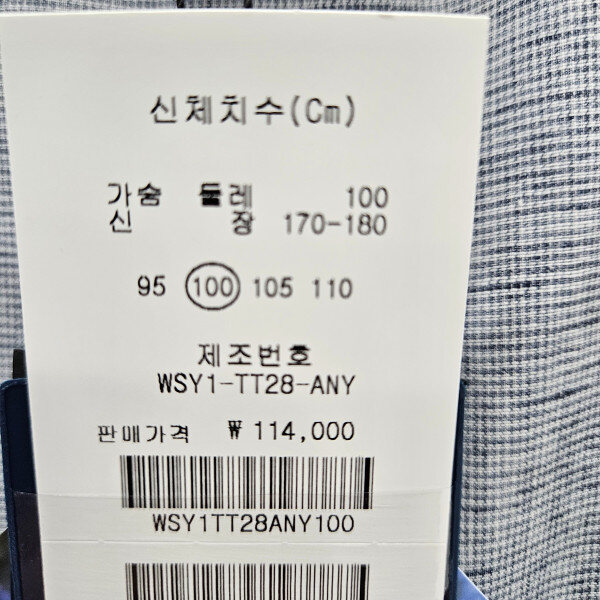 신체치수(Cm)
가슴 둘레 100
신 장 170-180
95 100 105 110
제조번호
WSY1-TT28-ANY
판매가격 ₩ 114,000
WSY1TT28ANY100